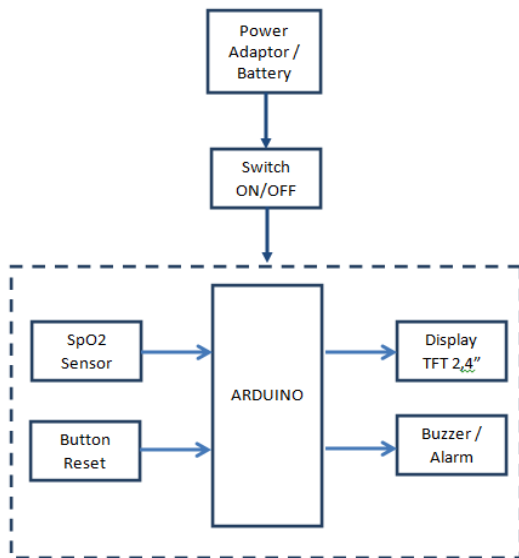 Power
Adaptor /
Battery
Switch
ON/OFF
SpO2
Sensor
Button
Reset
ARDUINO
Display
TFT 2,4”
Buzzer /
Alarm